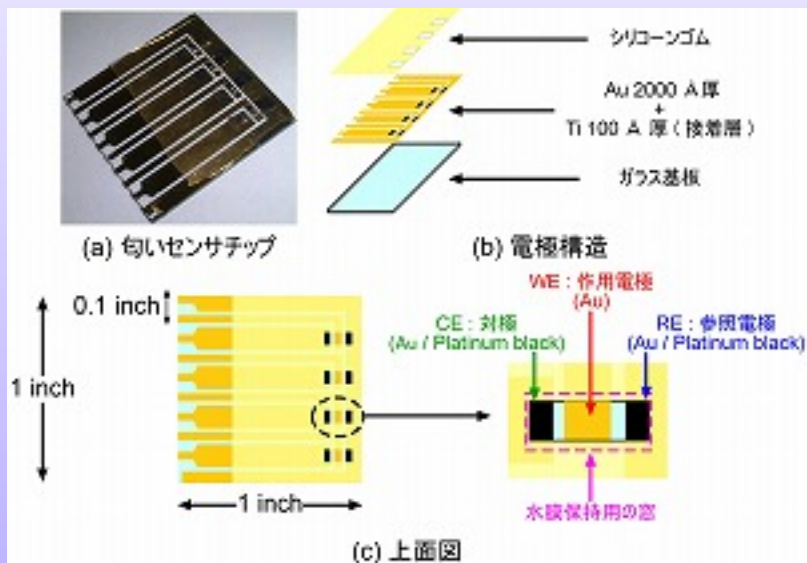 シリコーンゴム
Au 2000 A 厚
+
Ti 100 A 厚 (接着層)
ガラス基板
(a) 匂いセンサチップ
(b) 電極構造
0.1 inch
1 inch
1 inch
WE : 作用電極
(Au)
CE : 対極
(Au / Platinum black)
RE : 参照電極
(Au / Platinum black)
水膜保持用の窓
(c) 上面図